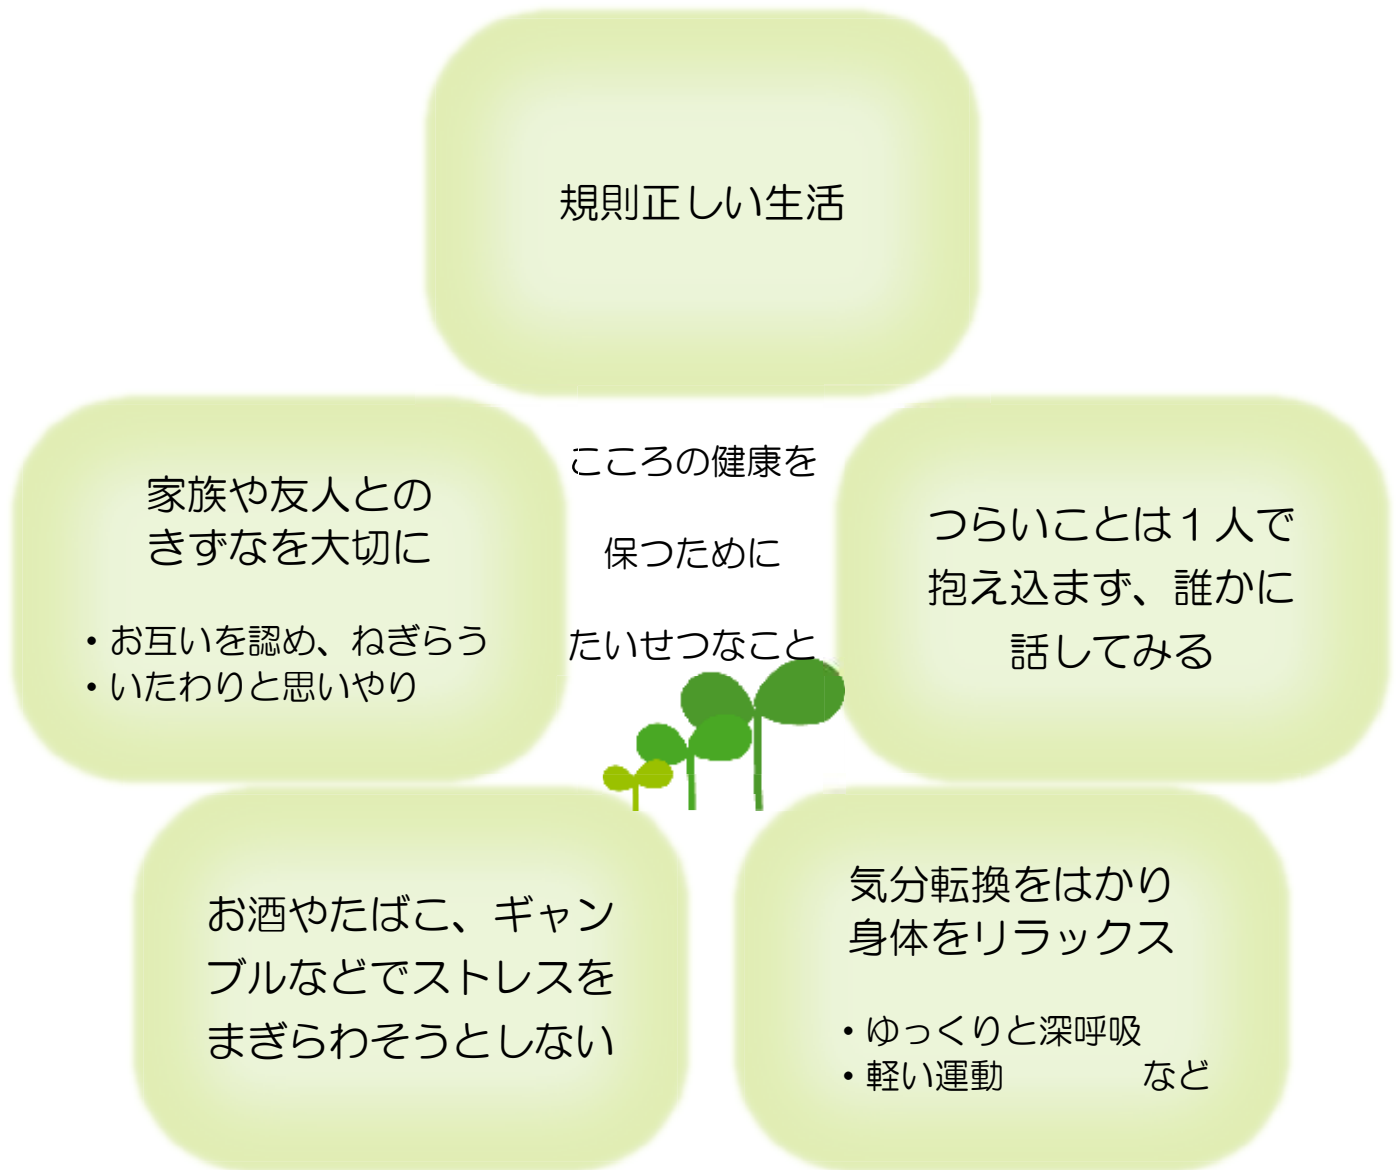 規則正しい生活
こころの健康を
保つために
たいせつなこと
家族や友人との
きずなを大切に
・お互いを認め、ねぎらう
・いたわりと思いやり
つらいことは１人で
抱え込まず、誰かに
話してみる
お酒やたばこ、ギャン
ブルなどでストレスを
まぎらわそうとしない
気分転換をはかり
身体をリラックス
・ゆっくりと深呼吸
・軽い運動　　　　など